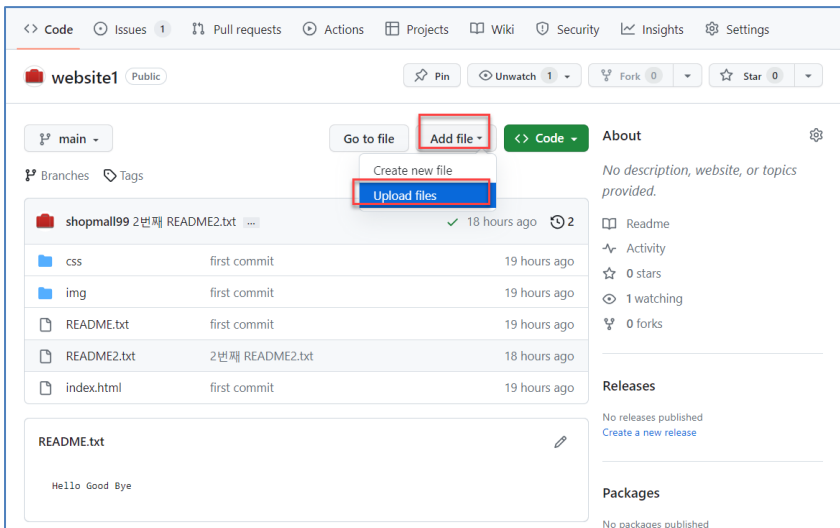 Code Issues 1 Pull requests Actions Projects Wiki Security Insights Settings
website1 Public Pin Unwatch 1 Fork 0 Star 0
main Go to file Add file Code
Branches Tags
Create new file
Upload files
shopmall99 2번째 README2.txt ... 18 hours ago 2
css first commit 19 hours ago
img first commit 19 hours ago
README.txt first commit 19 hours ago
README2.txt 2번째 README2.txt 18 hours ago
index.html first commit 19 hours ago
README.txt
Hello Good Bye
About
No description, website, or topics
provided.
Readme
Activity
0 stars
1 watching
0 forks
Releases
No releases published
Create a new release
Packages
No packages published